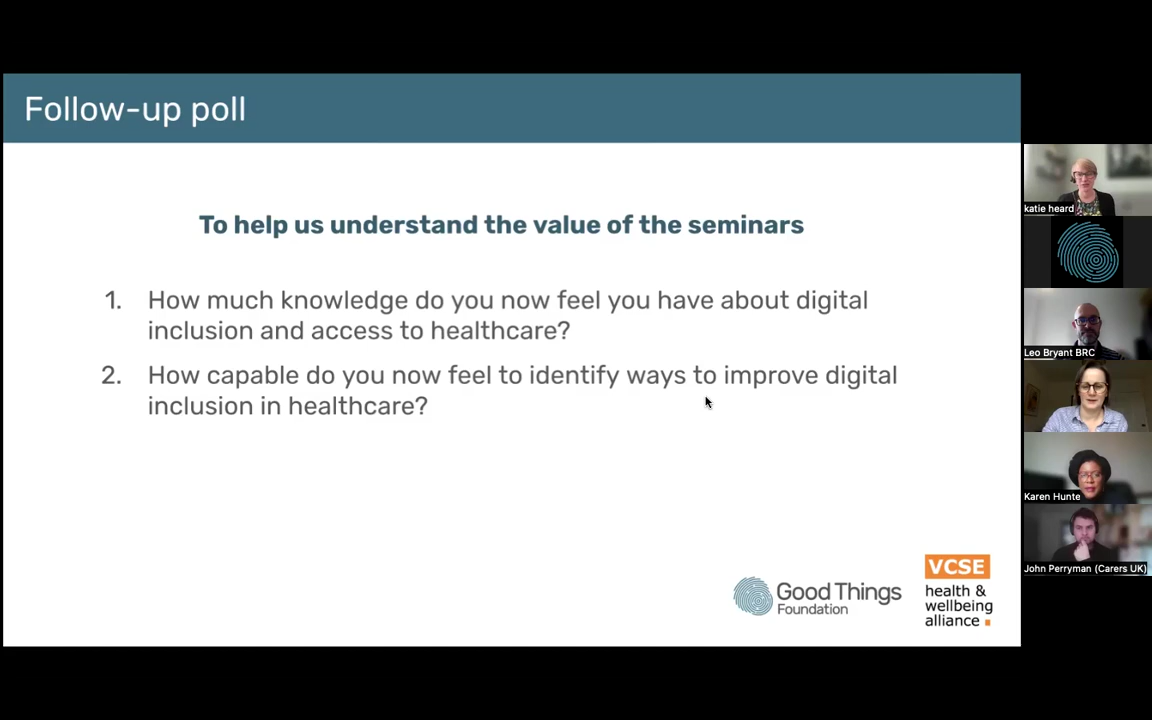 Follow-up poll
To help us understand the value of the seminars
1. How much knowledge do you now feel you have about digital
inclusion and access to healthcare?
2. How capable do you now feel to identify ways to improve digital
inclusion in healthcare?
Good Things
Foundation
VCSE
health &
wellbeing
alliance
katie heard
Leo Bryant BRC
Karen Hunte
John Perryman (Carers UK)